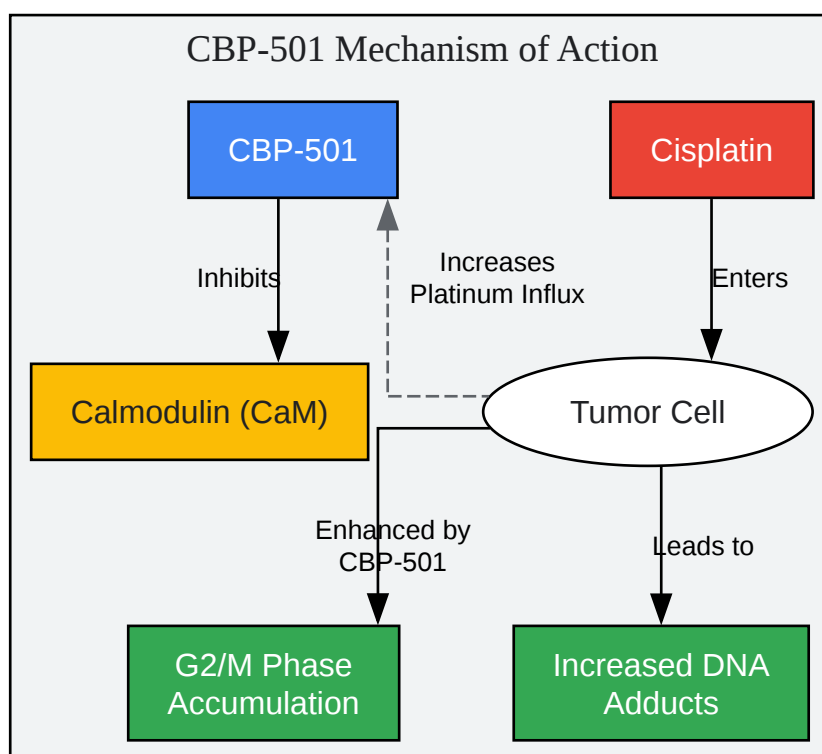 CBP-501 Mechanism of Action
CBP-501
Cisplatin
Inhibits
Increases
Platinum Influx
Enters
Calmodulin (CaM)
Tumor Cell
Enhanced by
CBP-501
Leads to
G2/M Phase
Accumulation
Increased DNA
Adducts